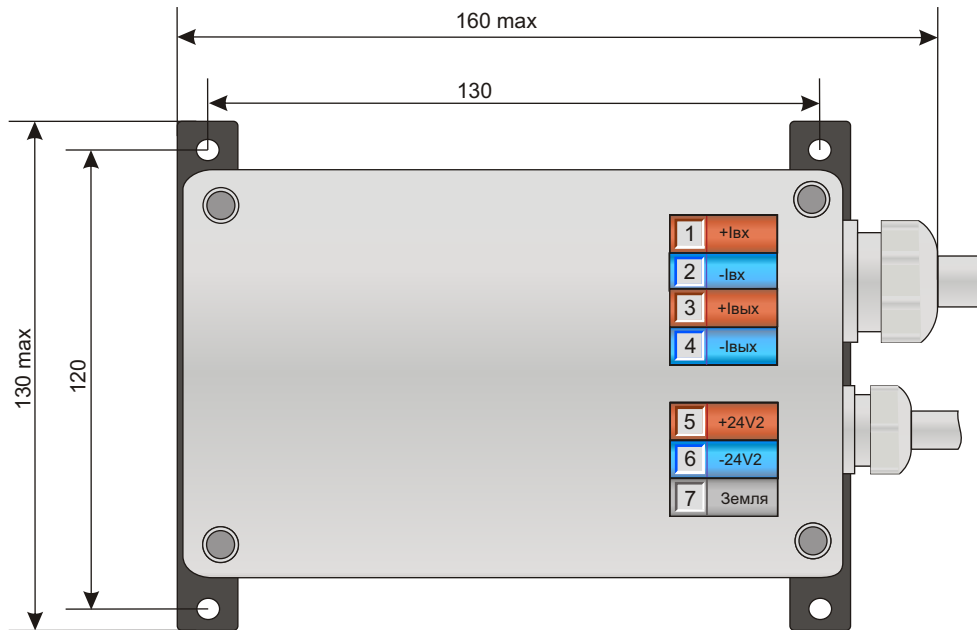 160 max
130
130 max
120
1 +Iвх
2 -Iвх
3 +Iвых
4 -Iвых
5 +24V2
6 -24V2
7 Земля